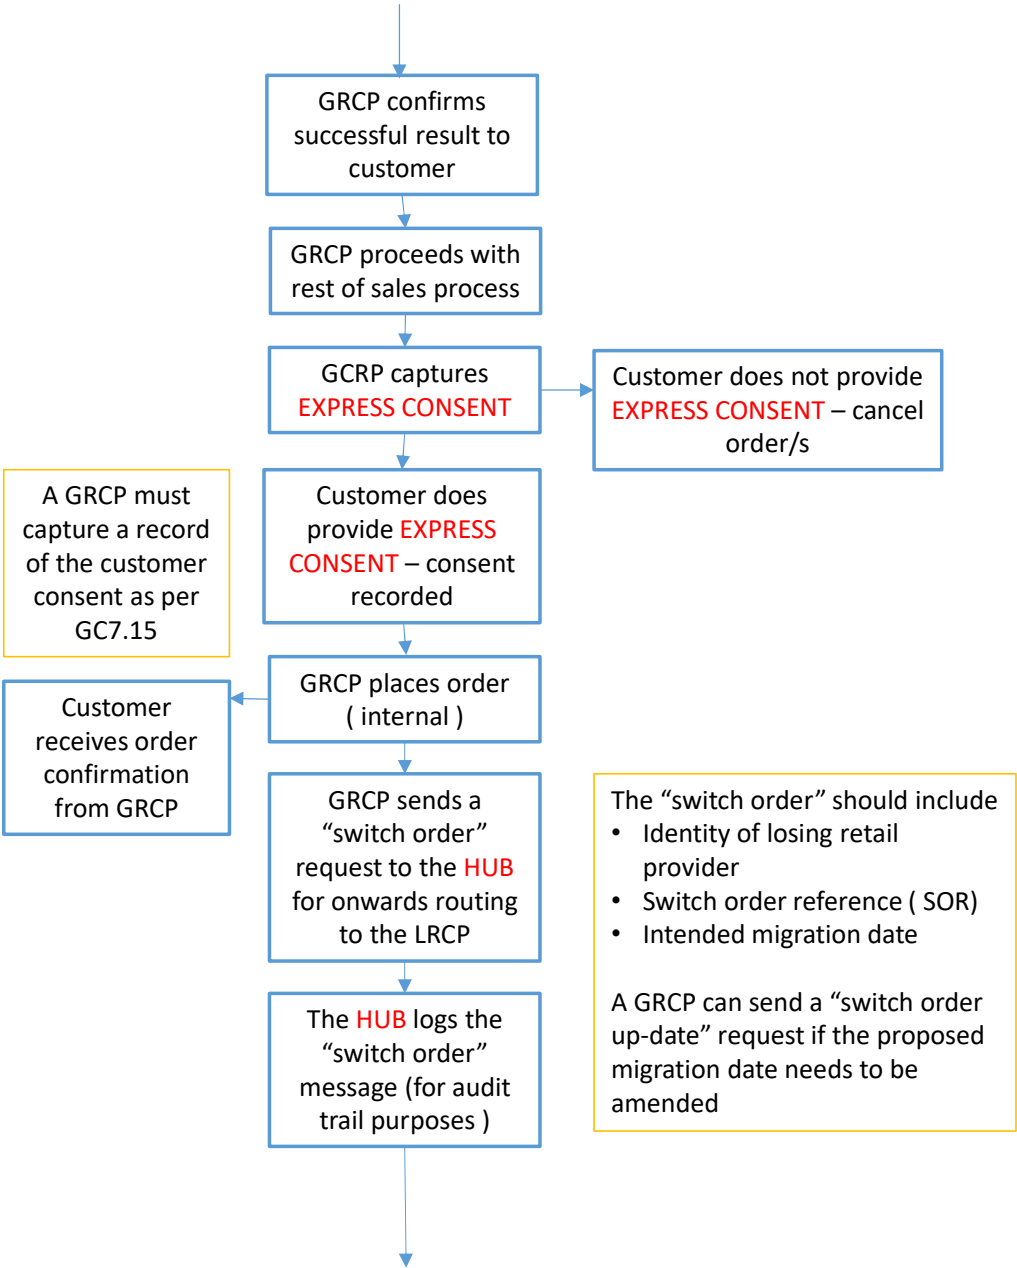 GRCP confirms
successful result to
customer
GRCP proceeds with
rest of sales process
GCRP captures
EXPRESS CONSENT
Customer does not provide
EXPRESS CONSENT – cancel
order/s
A GRCP must
capture a record
of the customer
consent as per
GC7.15
Customer does
provide EXPRESS
CONSENT – consent
recorded
GRCP places order
( internal )
Customer
receives order
confirmation
from GRCP
GRCP sends a
“switch order”
request to the HUB
for onwards routing
to the LRCP
The “switch order” should include
• Identity of losing retail
provider
• Switch order reference ( SOR)
• Intended migration date
A GRCP can send a “switch order
up-date” request if the proposed
migration date needs to be
amended
The HUB logs the
“switch order”
message (for audit
trail purposes )